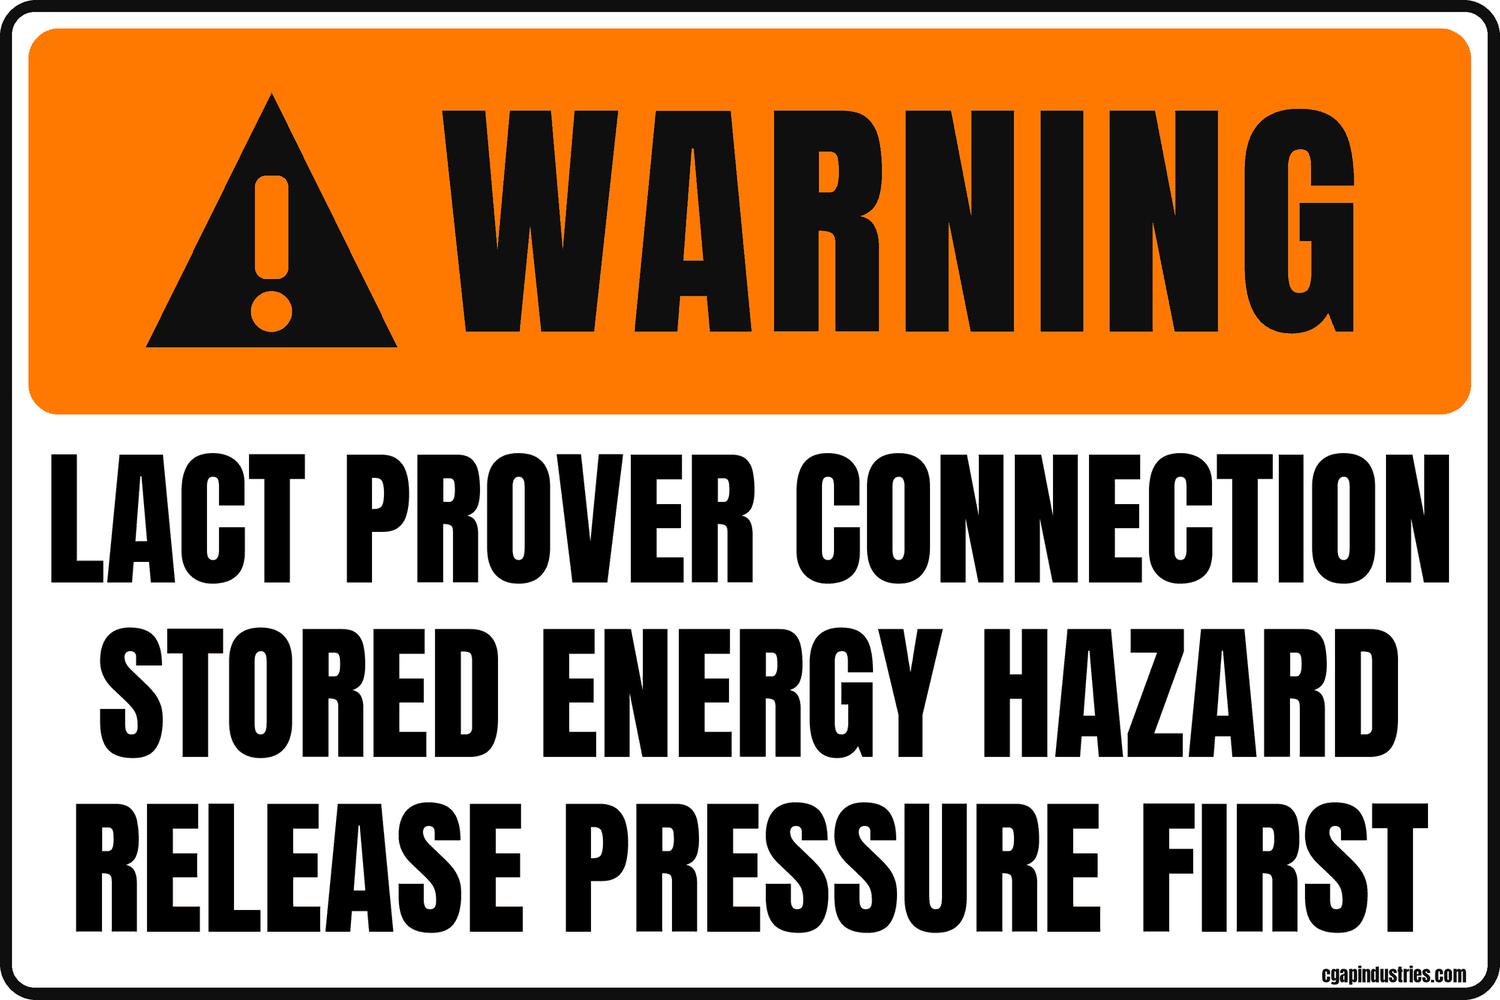 WARNING
LACT PROVER CONNECTION
STORED ENERGY HAZARD
RELEASE PRESSURE FIRST
cgapindustries.com